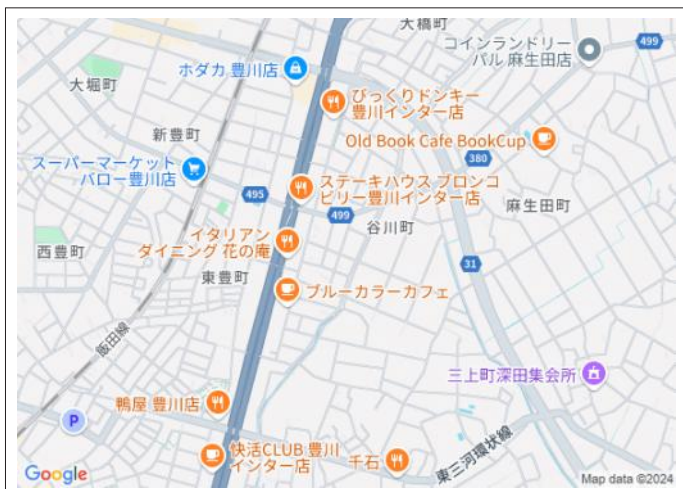 大橋町
コインランドリー
バル 麻生田店
499
ホダカ 豊川店
大堀町
びっくりドンキー
豊川インター店
新豊町
Old Book Cafe BookCup
スーパーマーケット
バロー豊川店
380
ステーキハウス ブロンコ
ビリー豊川インター店
495
499
麻生田町
谷川町
イタリアン
ダイニング 花の庵
西豊町
31
東豊町
ブルーカラーカフェ
飯田線
三上町深田集会所
鴨屋 豊川店
P
快活CLUB 豊川
インター店
千石
東三河環状線
Google
Map data ©2024